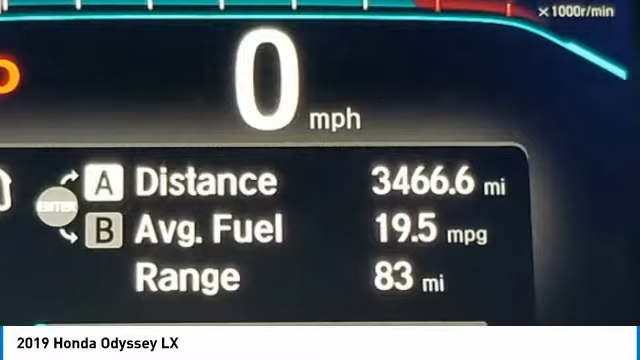 ×1000r/min
0 mph
A Distance 3466.6 mi
ENTER
B Avg. Fuel 19.5 mpg
Range 83 mi
2019 Honda Odyssey LX